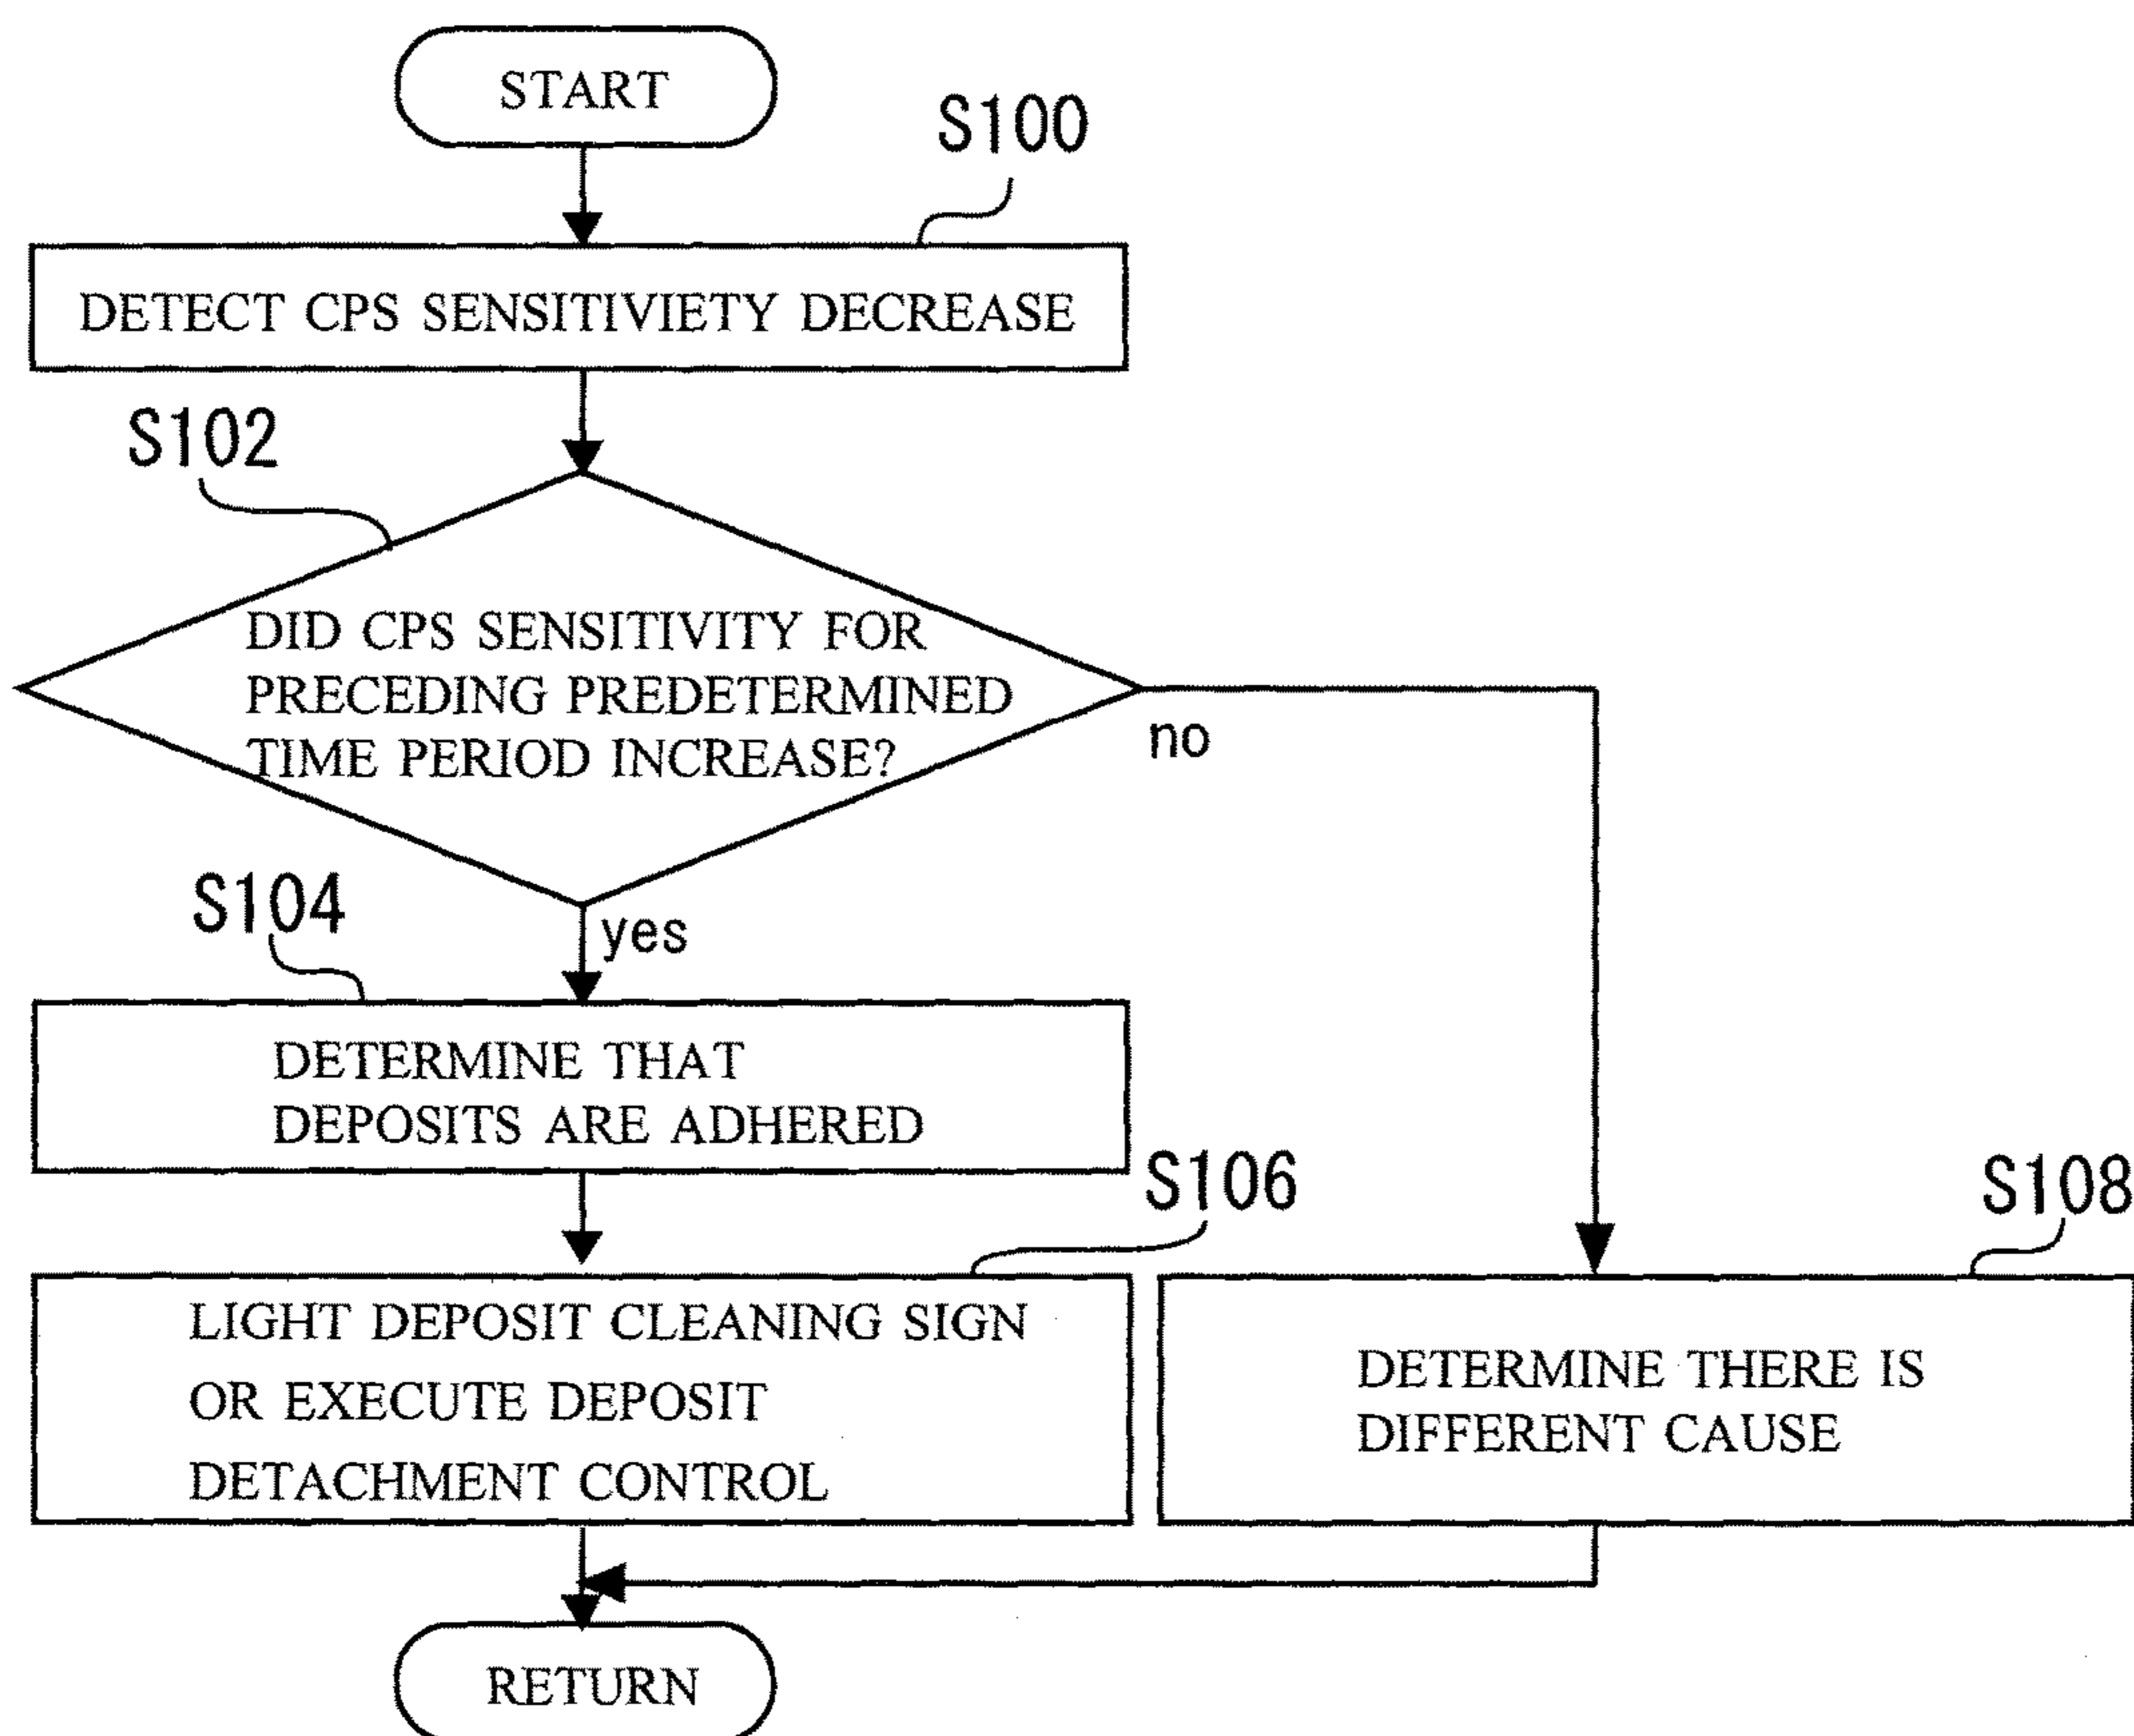 START
S100
DETECT CPS SENSITIVIETY DECREASE
S102
DID CPS SENSITIVITY FOR
PRECEDING PREDETERMINED
TIME PERIOD INCREASE?
no
yes
S104
DETERMINE THAT
DEPOSITS ARE ADHERED
S106
LIGHT DEPOSIT CLEANING SIGN
OR EXECUTE DEPOSIT
DETACHMENT CONTROL
S108
DETERMINE THERE IS
DIFFERENT CAUSE
RETURN